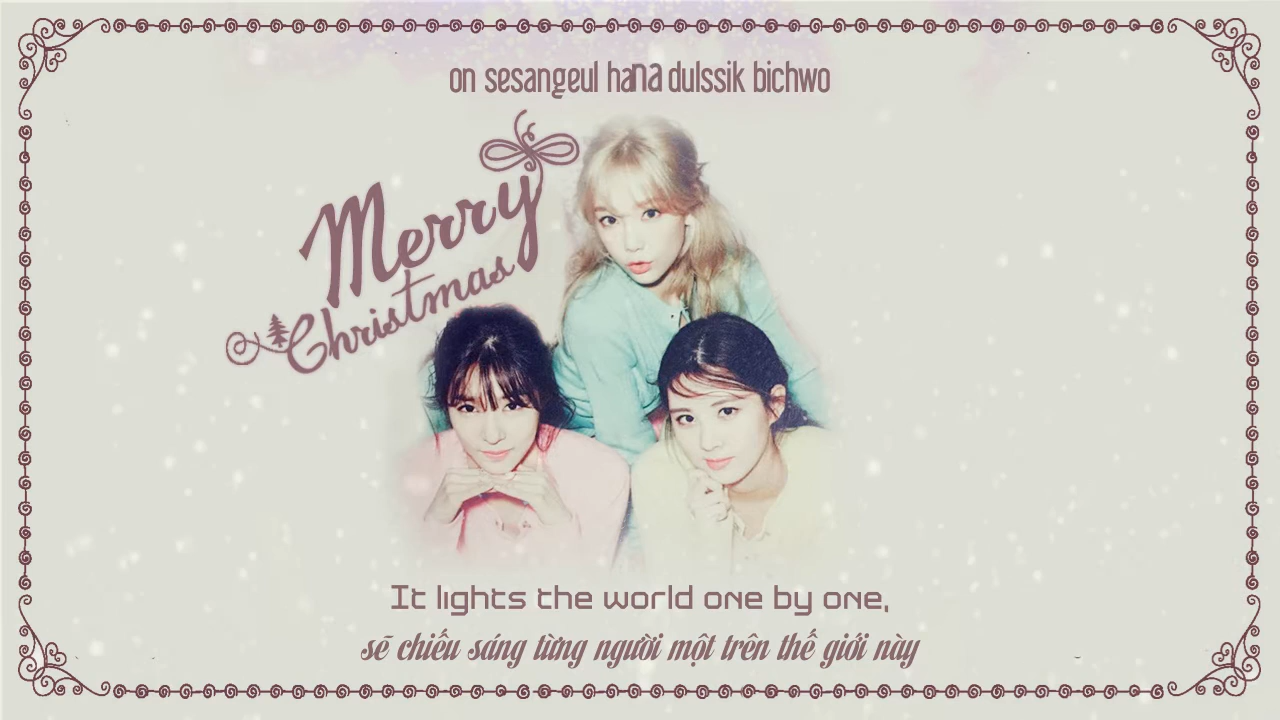 on sesangeul hana dulssik bichwo
Merry
Christmas
It lights the world one by one,
sẽ chiếu sáng từng người một trên thế giới này